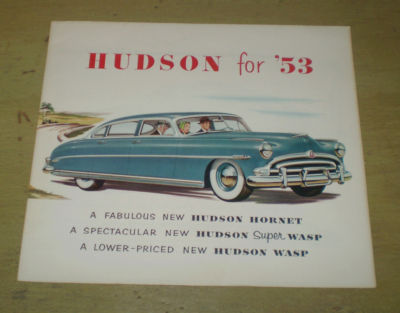 HUDSON for '53
A FABULOUS NEW HUDSON HORNET
A SPECTACULAR NEW HUDSON Super WASP
A LOWER-PRICED NEW HUDSON WASP